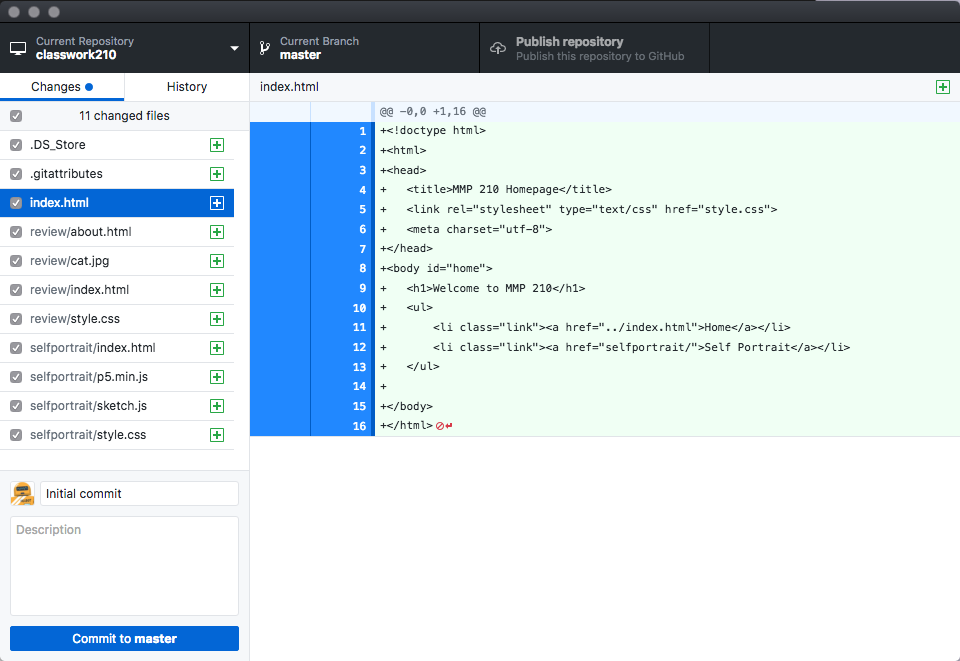 Current Repository
classwork210
Current Branch
master
Publish repository
Publish this repository to GitHub
Changes
History
index.html
11 changed files
.DS_Store
.gitattributes
index.html
review/about.html
review/cat.jpg
review/index.html
review/style.css
selfportrait/index.html
selfportrait/p5.min.js
selfportrait/sketch.js
selfportrait/style.css
Initial commit
Description
Commit to master
@@ -0,0 +1,16 @@
1 +<!doctype html>
2 +<html>
3 +<head>
4 +   <title>MMP 210 Homepage</title>
5 +   <link rel="stylesheet" type="text/css" href="style.css">
6 +   <meta charset="utf-8">
7 +</head>
8 +<body id="home">
9 +   <h1>Welcome to MMP 210</h1>
10 +   <ul>
11 +       <li class="link"><a href="../index.html">Home</a></li>
12 +       <li class="link"><a href="selfportrait/">Self Portrait</a></li>
13 +   </ul>
14 +
15 +</body>
16 +</html>